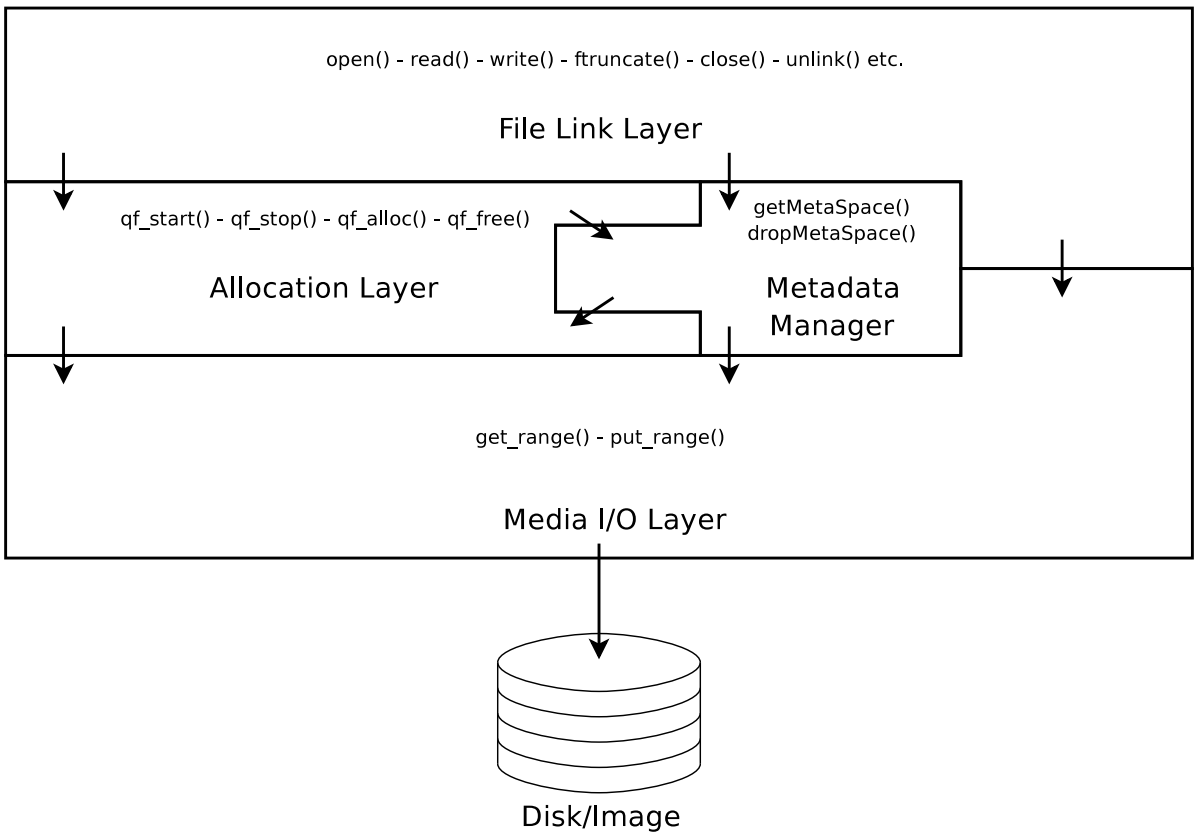 open() - read() - write() - ftruncate() - close() - unlink() etc.
File Link Layer
qf_start() - qf_stop() - qf_alloc() - qf_free()
Allocation Layer
getMetaSpace()
dropMetaSpace()
Metadata
Manager
get_range() - put_range()
Media I/O Layer
Disk/Image